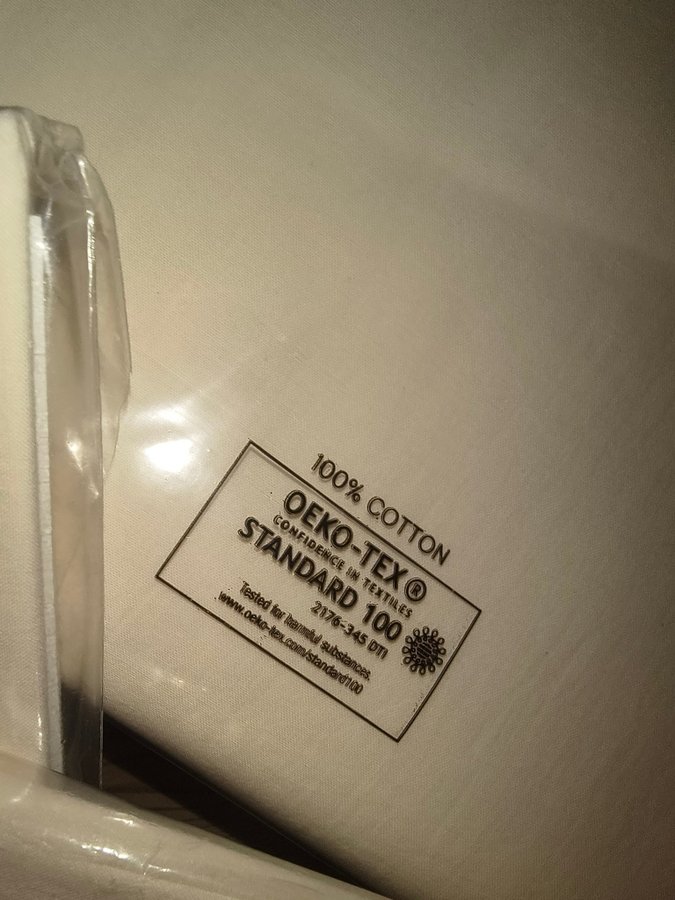 100% COTTON
OEKO-TEX®
CONFIDENCE IN TEXTILES
STANDARD 100
2176-345 DTI
Tested for harmful substances.
www.oeko-tex.com/standard100